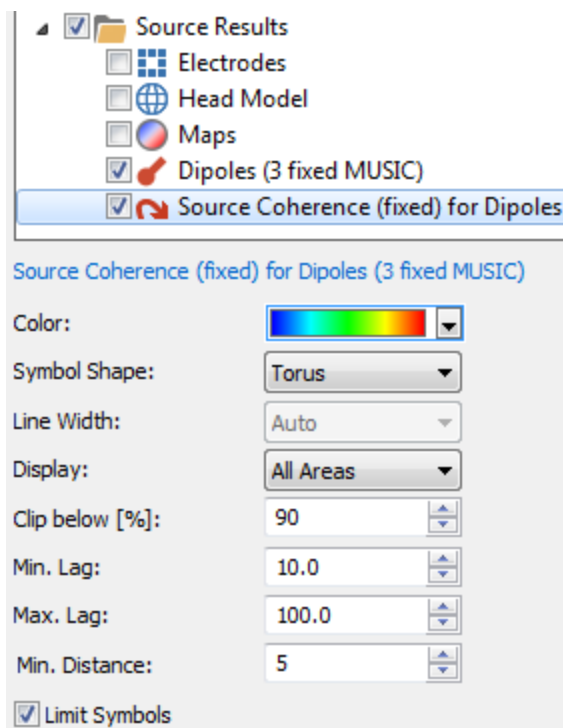 Source Results
Electrodes
Head Model
Maps
Dipoles (3 fixed MUSIC)
Source Coherence (fixed) for Dipoles
Source Coherence (fixed) for Dipoles (3 fixed MUSIC)
Color:
Symbol Shape: Torus
Line Width: Auto
Display: All Areas
Clip below [%]: 90
Min. Lag: 10.0
Max. Lag: 100.0
Min. Distance: 5
Limit Symbols